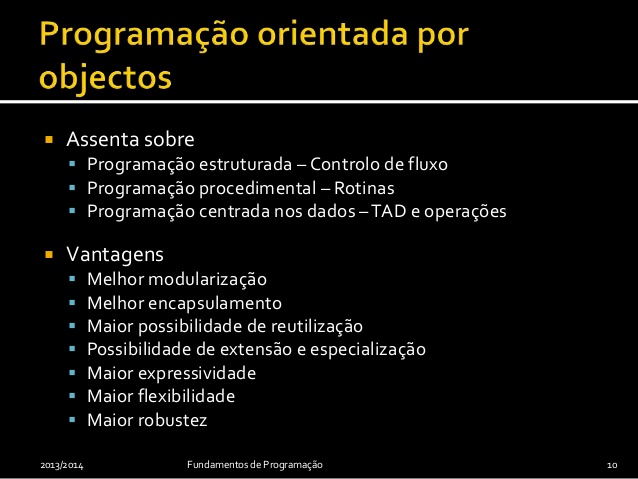 Programação orientada por
objectos
Assenta sobre
Programação estruturada – Controlo de fluxo
Programação procedimental – Rotinas
Programação centrada nos dados – TAD e operações
Vantagens
Melhor modularização
Melhor encapsulamento
Maior possibilidade de reutilização
Possibilidade de extensão e especialização
Maior expressividade
Maior flexibilidade
Maior robustez
2013/2014 Fundamentos de Programação 10